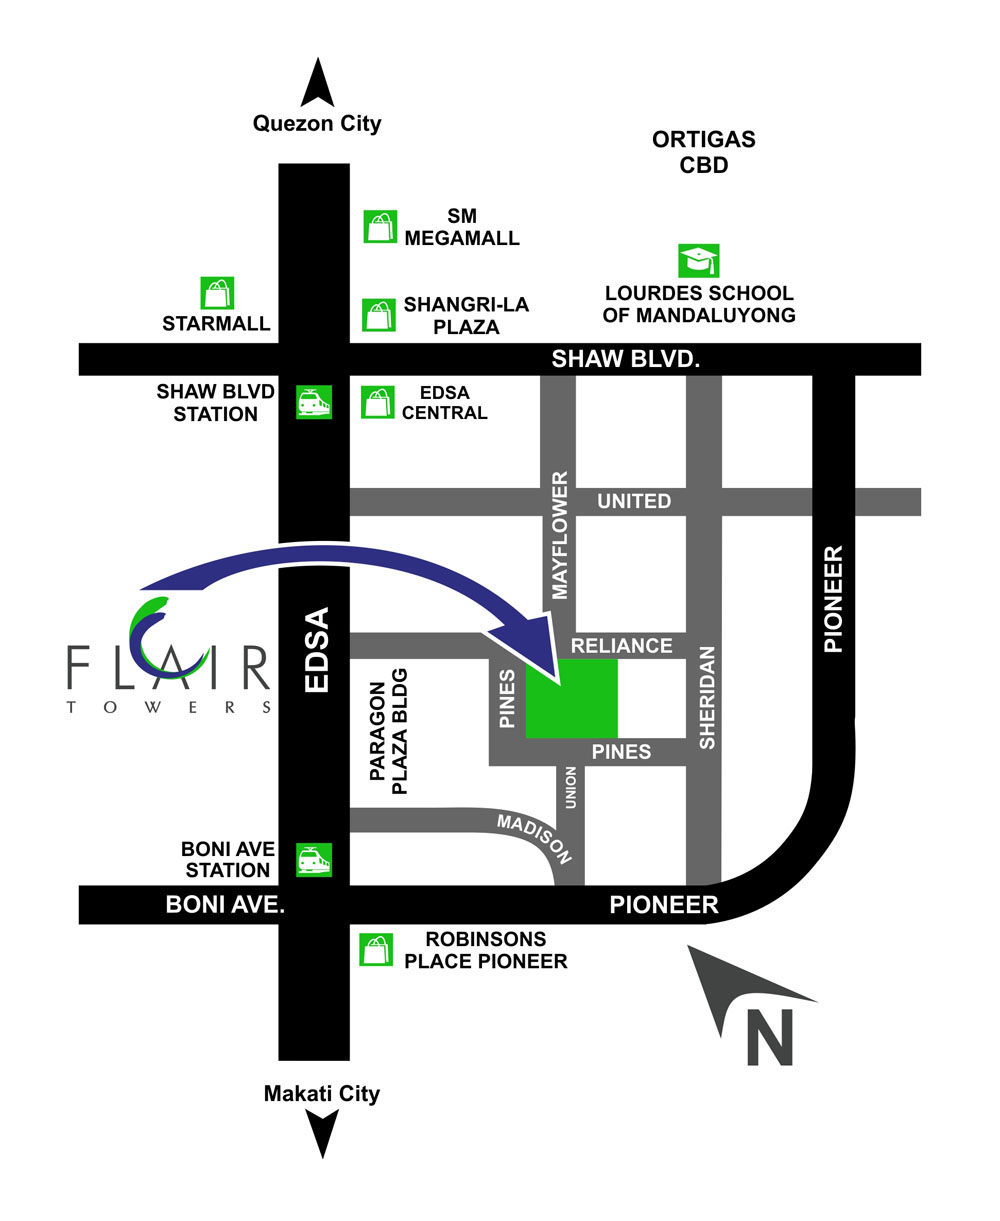 Quezon City
ORTIGAS
CBD
SM
MEGAMALL
LOURDES SCHOOL
OF MANDALUYONG
STARMALL
SHANGRI-LA
PLAZA
SHAW BLVD.
SHAW BLVD
STATION
EDSA
CENTRAL
UNITED
MAYFLOWER
PIONEER
EDSA
RELIANCE
FLAIR
TOWERS
PARAGON
PLAZA BLDG
PINES
SHERIDAN
PINES
UNION
MADISON
BONI AVE
STATION
BONI AVE.
PIONEER
ROBINSONS
PLACE PIONEER
N
Makati City